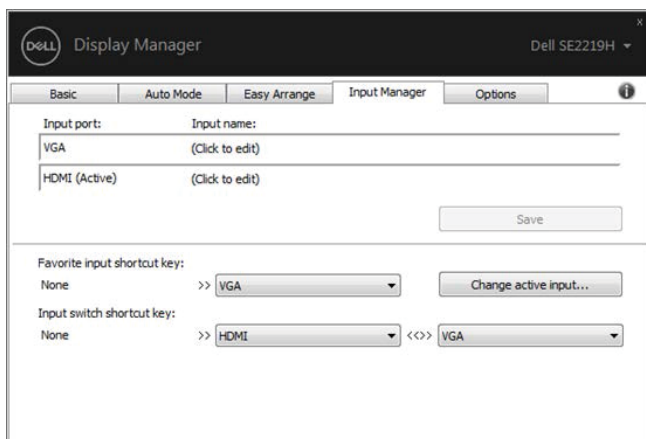 x
DELL Display Manager Dell SE2219H
Basic Auto Mode Easy Arrange Input Manager Options i
Input port: Input name:
VGA (Click to edit)
HDMI (Active) (Click to edit)
Save
Favorite input shortcut key:
None >> VGA Change active input...
Input switch shortcut key:
None >> HDMI <<>> VGA